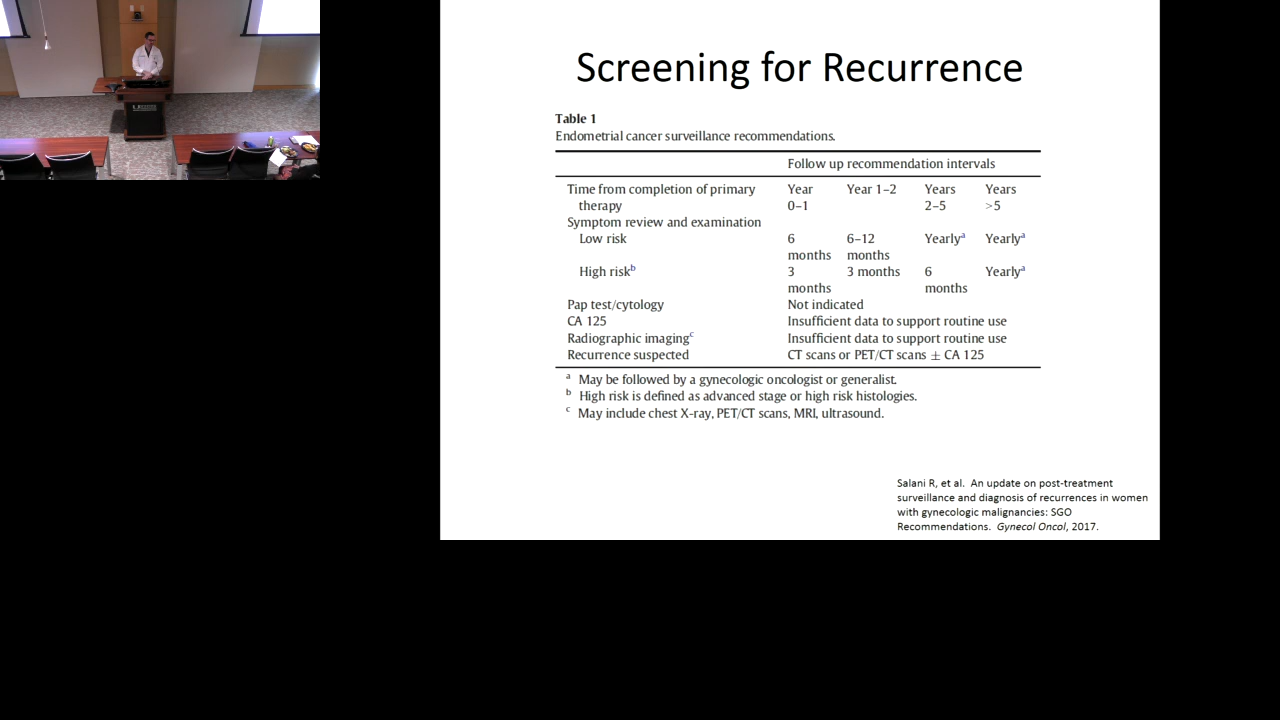 Screening for Recurrence
Table 1
Endometrial cancer surveillance recommendations.
Follow up recommendation intervals
Time from completion of primary therapy Year 0–1 Year 1–2 Years 2–5 Years >5
Symptom review and examination
Low risk 6 months 6–12 months Yearlyᵃ Yearlyᵃ
High riskᵇ 3 months 3 months 6 months Yearlyᵃ
Pap test/cytology Not indicated
CA 125 Insufficient data to support routine use
Radiographic imagingᶜ Insufficient data to support routine use
Recurrence suspected CT scans or PET/CT scans ± CA 125
ᵃ May be followed by a gynecologic oncologist or generalist.
ᵇ High risk is defined as advanced stage or high risk histologies.
ᶜ May include chest X-ray, PET/CT scans, MRI, ultrasound.
Salani R, et al. An update on post-treatment
surveillance and diagnosis of recurrences in women
with gynecologic malignancies: SGO
Recommendations. Gynecol Oncol, 2017.